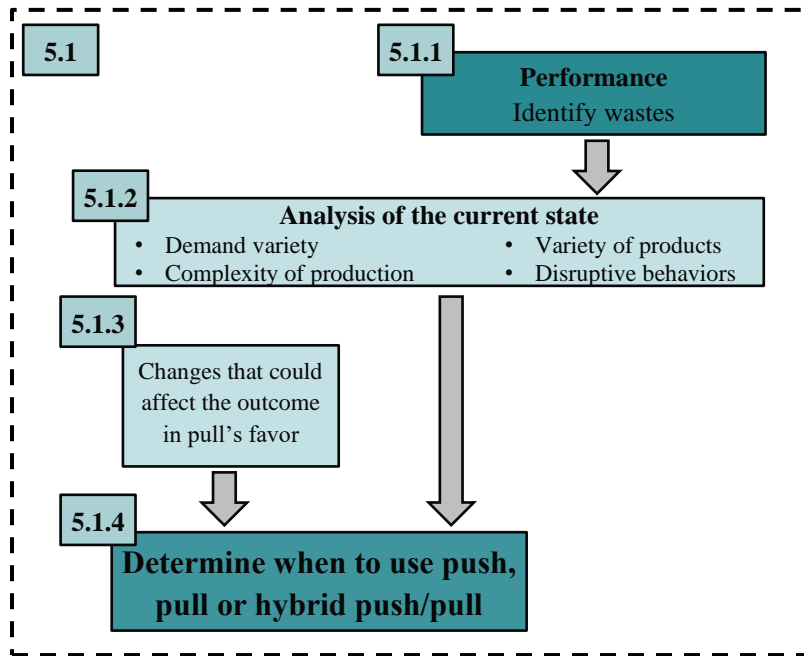 5.1
5.1.1
Performance
Identify wastes
5.1.2
Analysis of the current state
• Demand variety
• Complexity of production
• Variety of products
• Disruptive behaviors
5.1.3
Changes that could
affect the outcome
in pull’s favor
5.1.4
Determine when to use push,
pull or hybrid push/pull